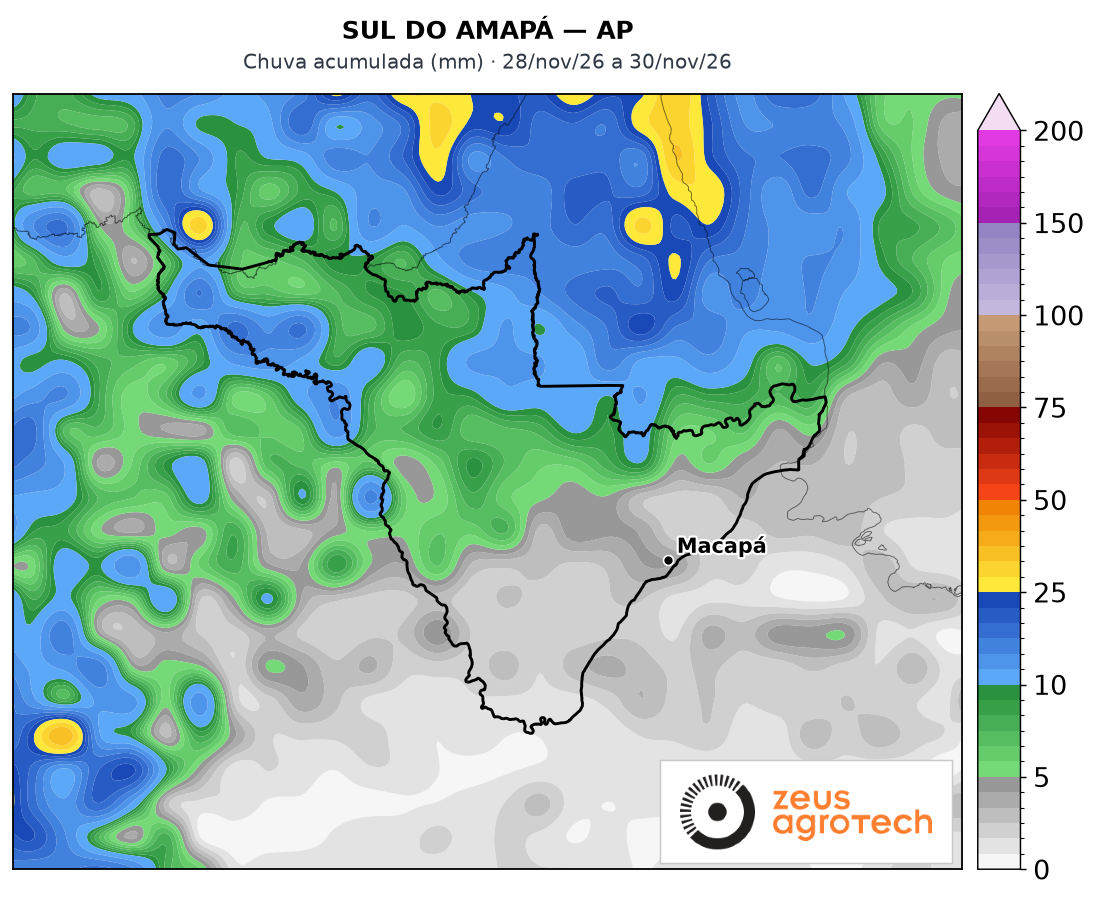 SUL DO AMAPÁ — AP
Chuva acumulada (mm) · 28/nov/26 a 30/nov/26
200
150
100
75
50
25
10
5
0
Macapá
zeus
agrotech